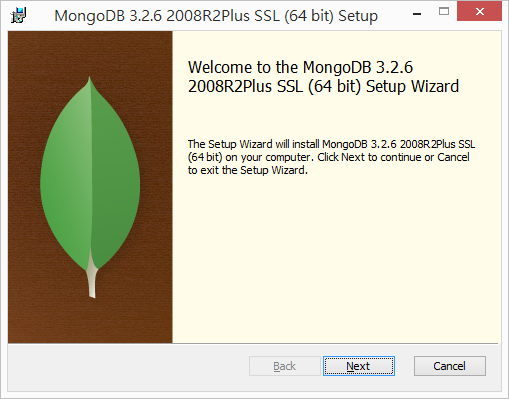 MongoDB 3.2.6 2008R2Plus SSL (64 bit) Setup
Welcome to the MongoDB 3.2.6
2008R2Plus SSL (64 bit) Setup Wizard
The Setup Wizard will install MongoDB 3.2.6 2008R2Plus SSL
(64 bit) on your computer. Click Next to continue or Cancel
to exit the Setup Wizard.
Back Next Cancel